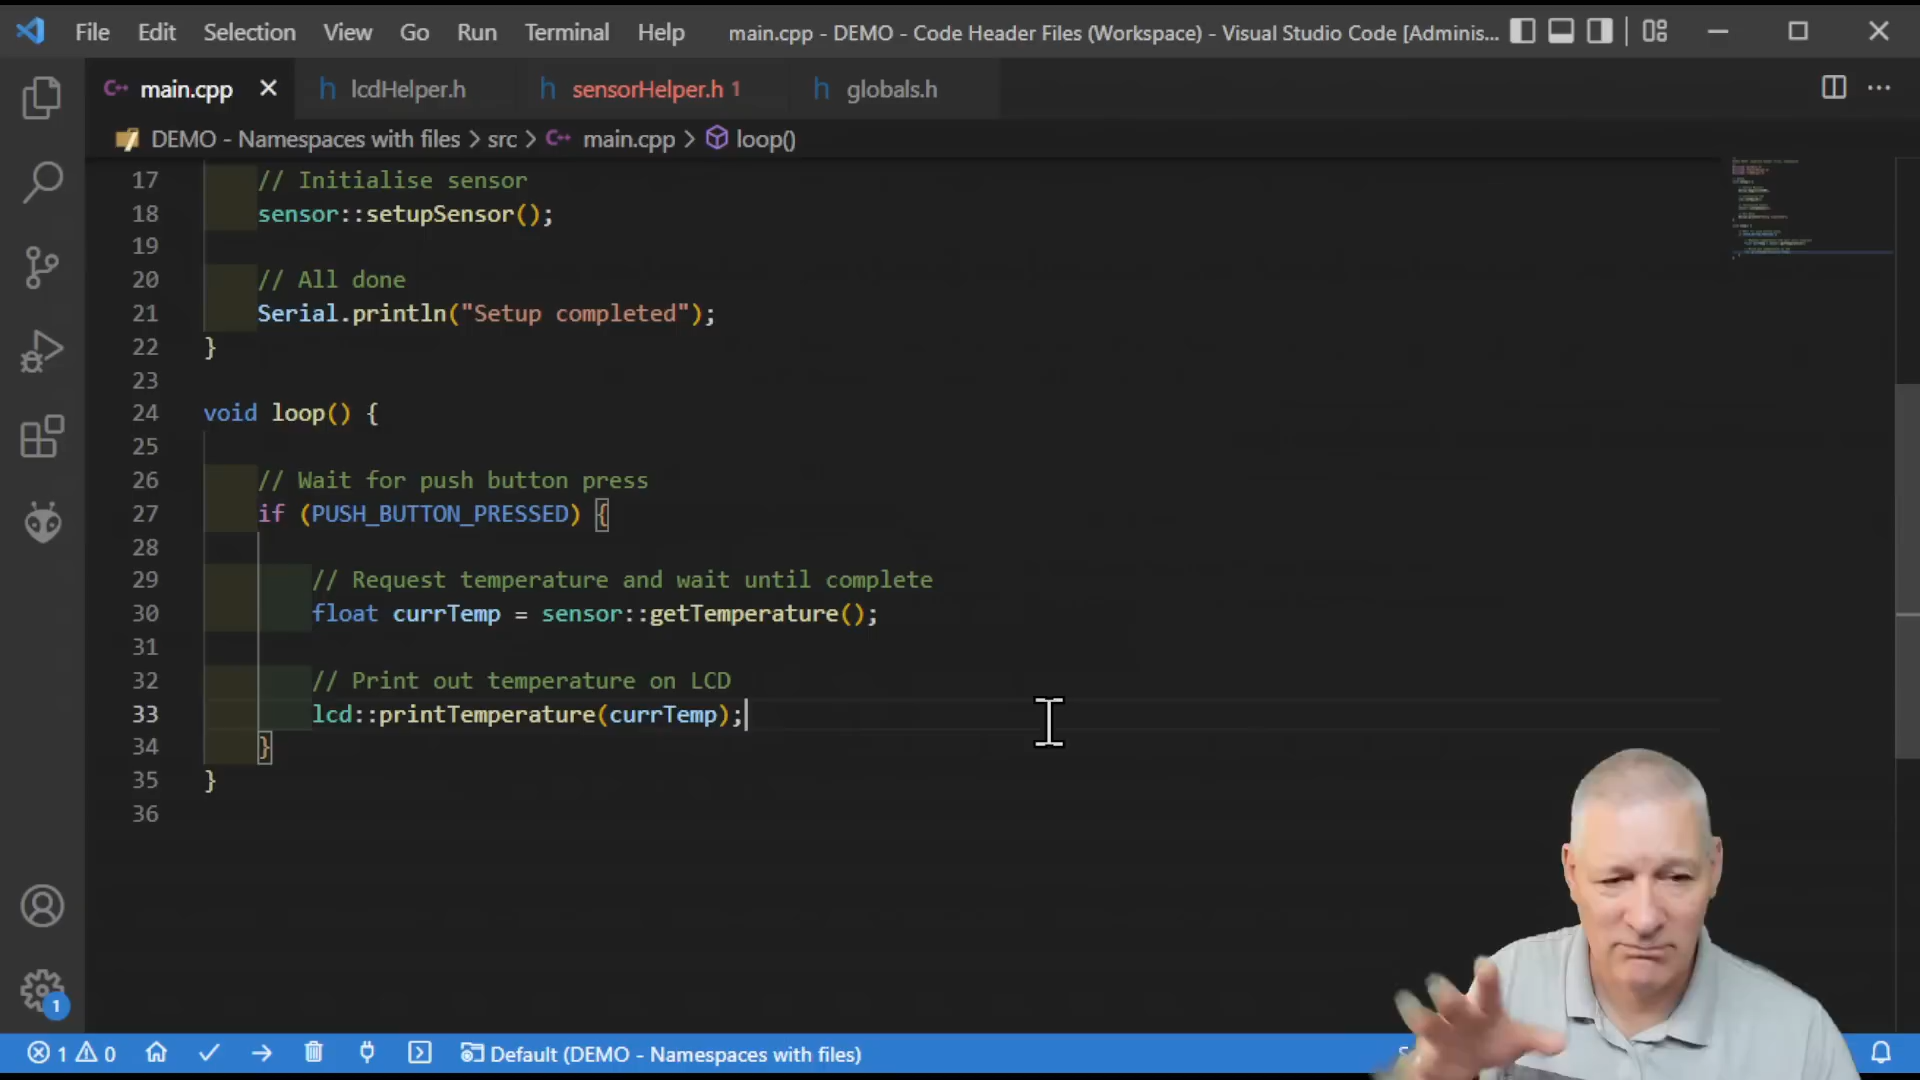 File Edit Selection View Go Run Terminal Help main.cpp - DEMO - Code Header Files (Workspace) - Visual Studio Code [Adminis...
main.cpp lcdHelper.h sensorHelper.h 1 globals.h
DEMO - Namespaces with files > src > main.cpp > loop()
17 // Initialise sensor
18 sensor::setupSensor();
19
20 // All done
21 Serial.println("Setup completed");
22 }
23
24 void loop() {
25
26 // Wait for push button press
27 if (PUSH_BUTTON_PRESSED) {
28
29 // Request temperature and wait until complete
30 float currTemp = sensor::getTemperature();
31
32 // Print out temperature on LCD
33 lcd::printTemperature(currTemp);
34 }
35 }
36
1
1 0 Default (DEMO - Namespaces with files)